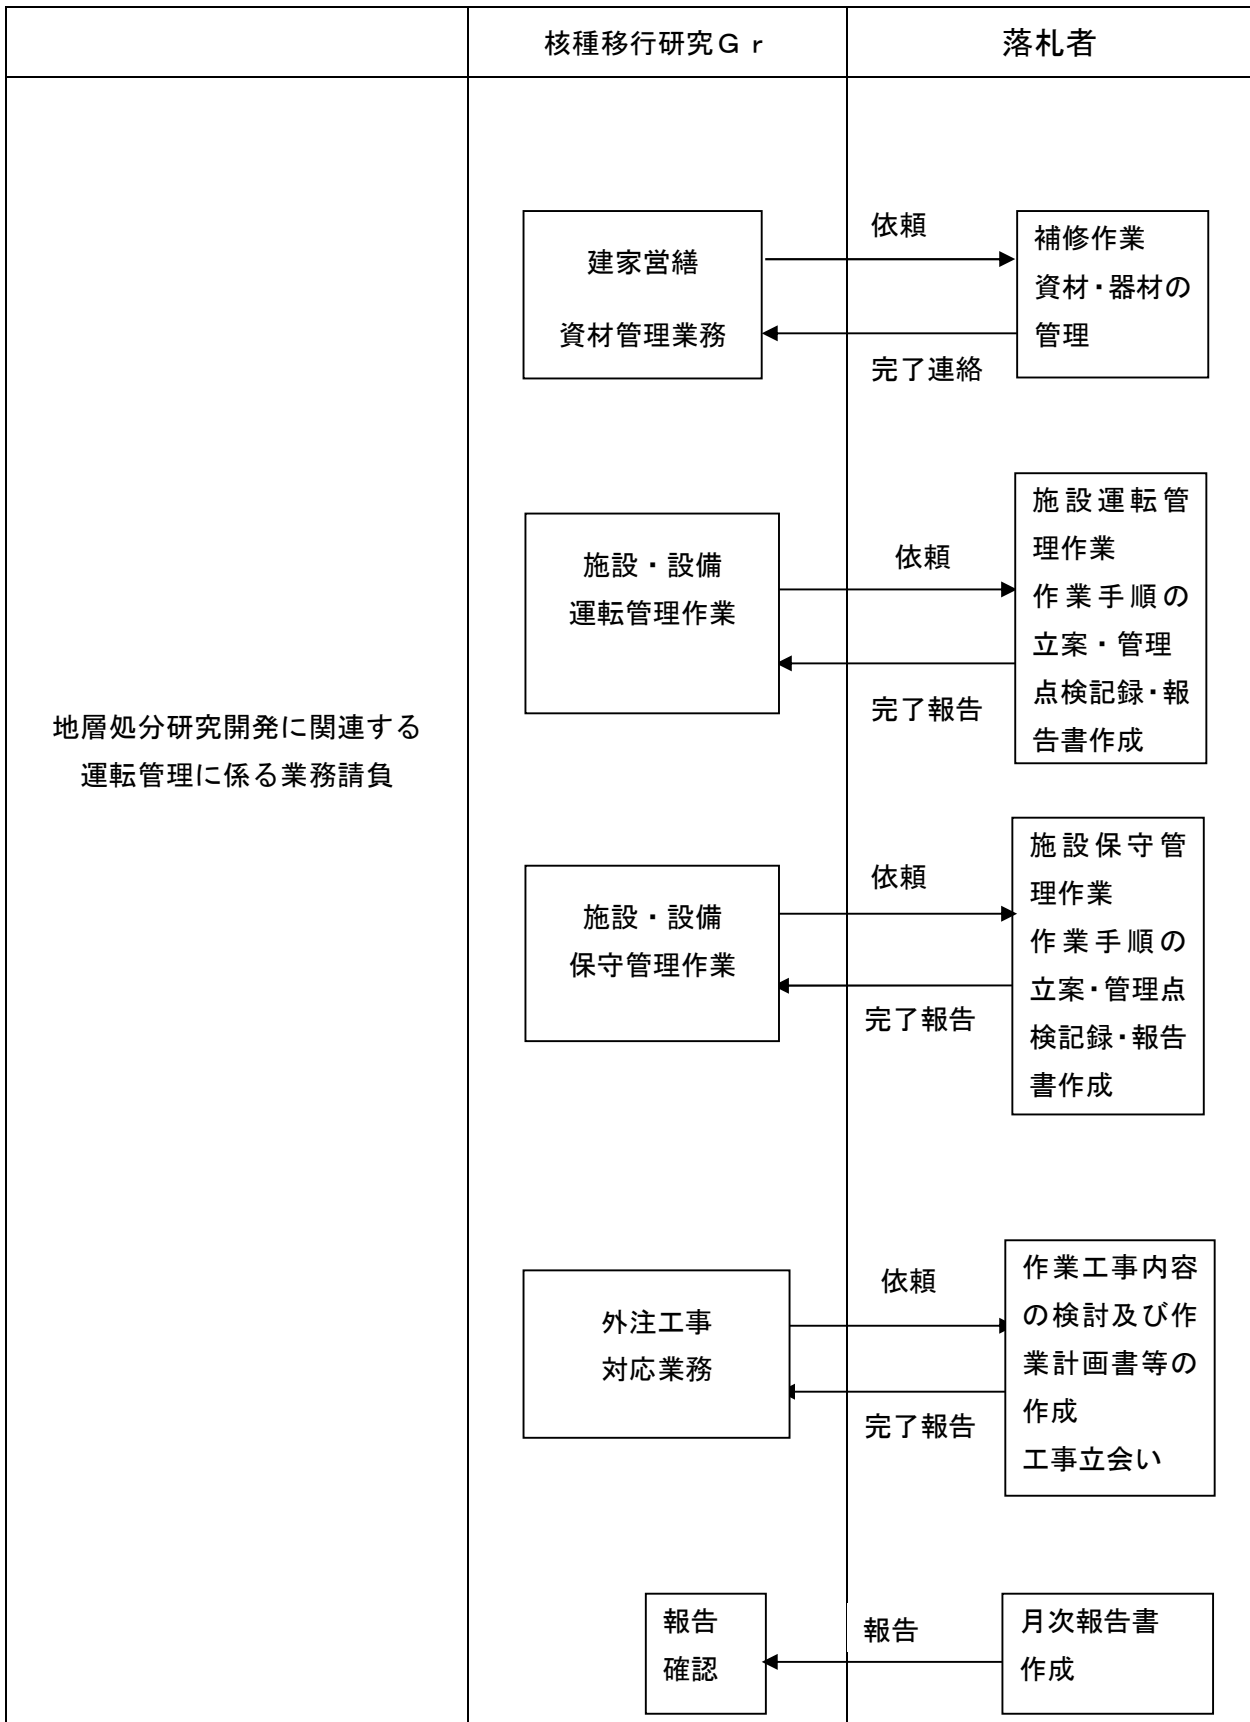 核種移行研究Ｇｒ
落札者
地層処分研究開発に関連する
運転管理に係る業務請負
建家営繕
資材管理業務
依頼
完了連絡
補修作業
資材・器材の
管理
施設・設備
運転管理作業
依頼
完了報告
施設運転管
理作業
作業手順の
立案・管理
点検記録・報
告書作成
施設・設備
保守管理作業
依頼
完了報告
施設保守管
理作業
作業手順の
立案・管理点
検記録・報告
書作成
外注工事
対応業務
依頼
完了報告
作業工事内容
の検討及び作
業計画書等の
作成
工事立会い
報告
確認
報告
月次報告書
作成